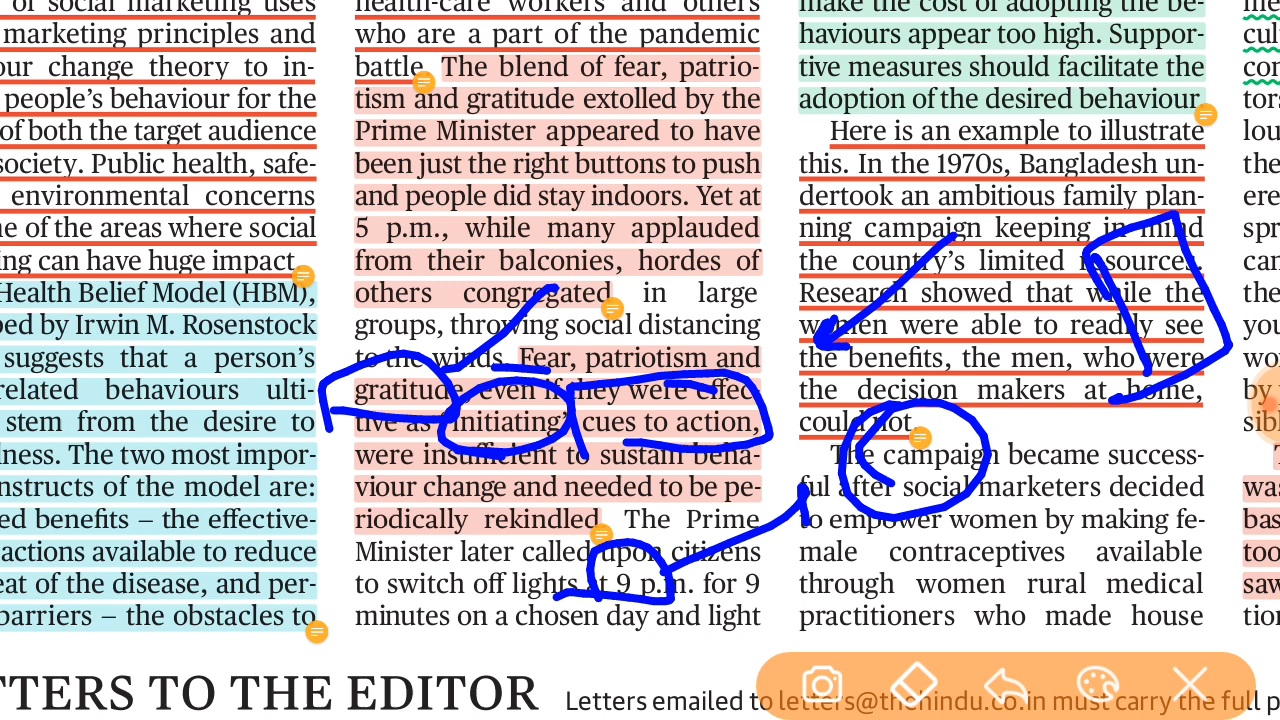 of social marketing uses
marketing principles and
our change theory to in-
people's behaviour for the
of both the target audience
society. Public health, safe-
environmental concerns
of the areas where social
ing can have huge impact
Health Belief Model (HBM),
by Irwin M. Rosenstock
suggests that a person's
related behaviours ulti-
stem from the desire to
The two most impor-
model are:
benefits – the effective-
actions available to reduce
of the disease, and per-
barriers – the obstacles to
health-care workers and others
who are a part of the pandemic
battle. The blend of fear, patrio-
tism and gratitude extolled by the
Prime Minister appeared to have
been just the right buttons to push
and people did stay indoors. Yet at
5 p.m., while many applauded
from their balconies, hordes of
others congregated in large
groups, throwing social distancing
to the winds. Fear, patriotism and
gratitude, even if they were effec-
tive as 'initiating' cues to action,
were insufficient to sustain beha-
viour change and needed to be pe-
riodically rekindled. The Prime
Minister later called upon citizens
to switch off lights at 9 p.m. for 9
minutes on a chosen day and light
make the cost of adopting the be-
haviours appear too high. Suppor-
tive measures should facilitate the
adoption of the desired behaviour
Here is an example to illustrate
this. In the 1970s, Bangladesh un-
dertook an ambitious family plan-
ning campaign keeping in mind
the country's limited resources.
Research showed that while the
women were able to readily see
the benefits, the men, who were
the decision makers at home,
could not.
The campaign became success-
ful after social marketers decided
to empower women by making fe-
male contraceptives available
through women rural medical
practitioners who made house
TTERS TO THE EDITOR
Letters emailed to letters@thehindu.co.in must carry the full p